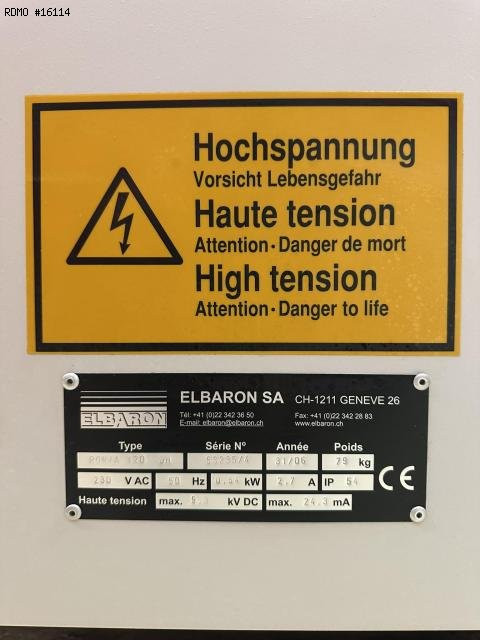 RDMO #16114
Hochspannung
Vorsicht Lebensgefahr
Haute tension
Attention · Danger de mort
High tension
Attention · Danger to life
ELBARON
ELBARON SA CH-1211 GENEVE 26
Tél: +41 (0)22 342 36 50 Fax: +41 (0)22 342 28 83
E-mail: elbaron@elbaron.ch www.elbaron.ch
Type Série N° Année Poids
320 31/06 79 kg
230 V AC 50 Hz kW 2.7 A IP 54
Haute tension max. kV DC max. 24.3 mA
CE